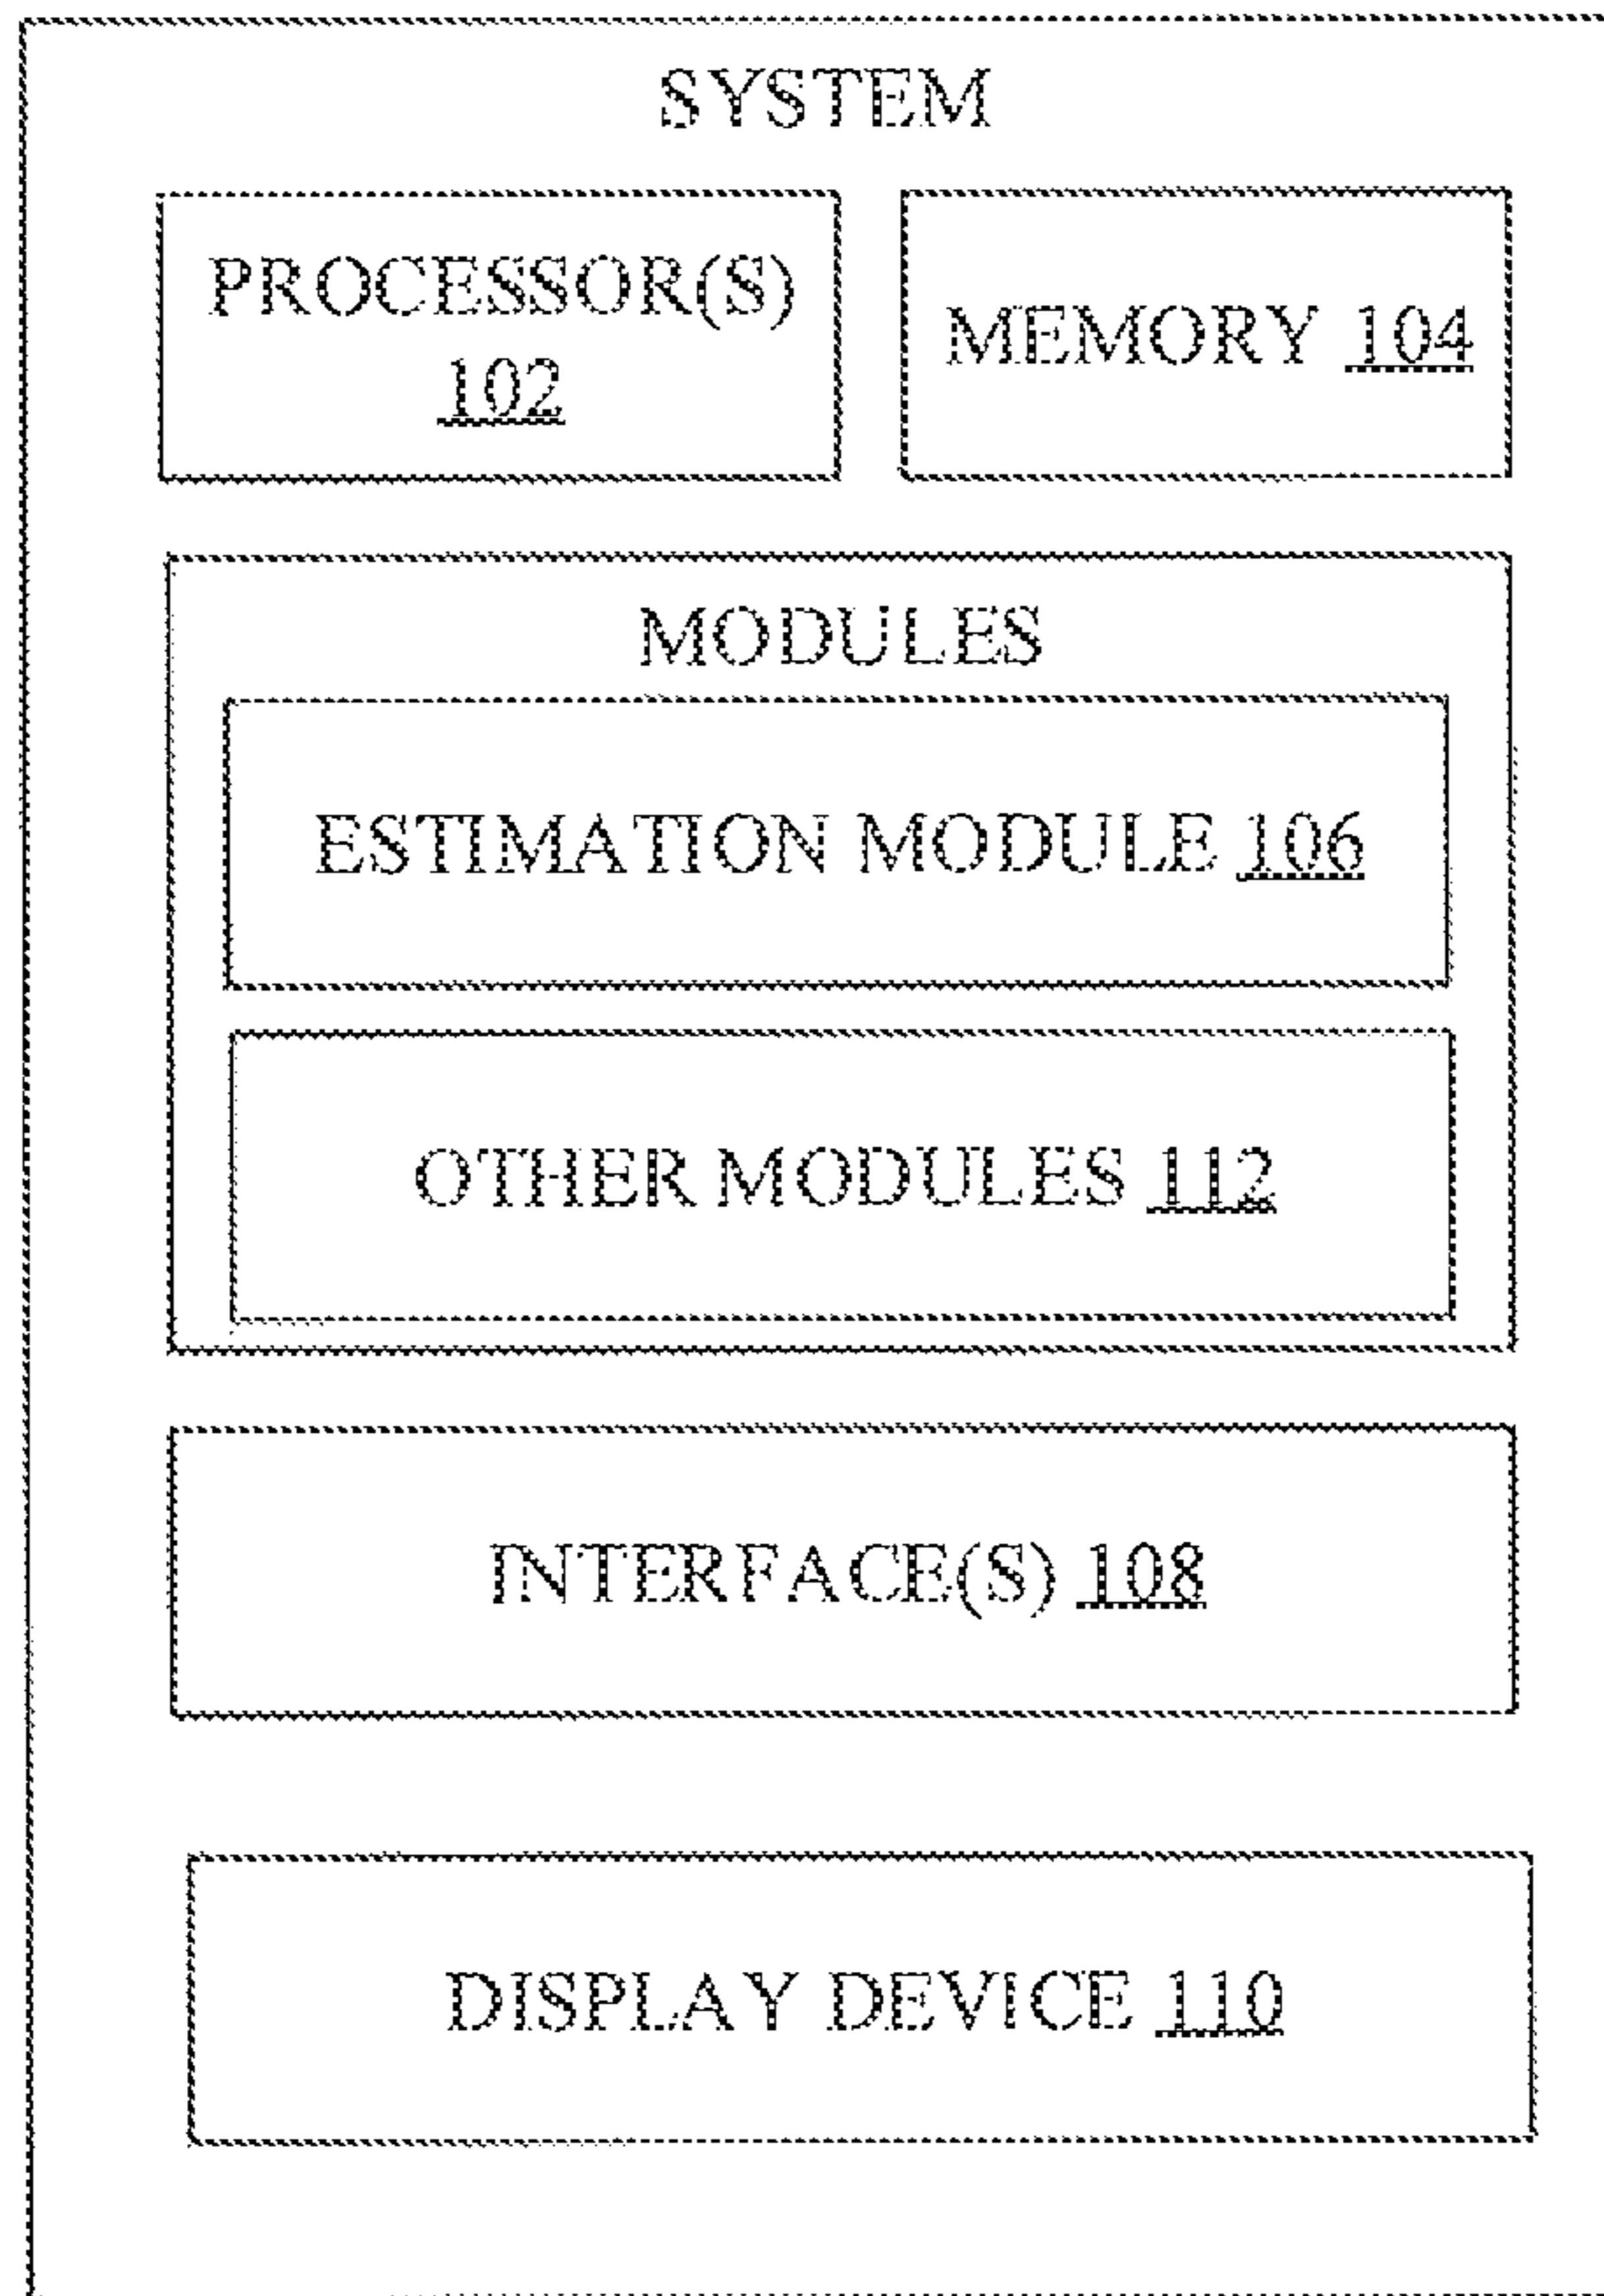 SYSTEM
PROCESSOR(S)
102
MEMORY 104
MODULES
ESTIMATION MODULE 106
OTHER MODULES 112
INTERFACE(S) 108
DISPLAY DEVICE 110